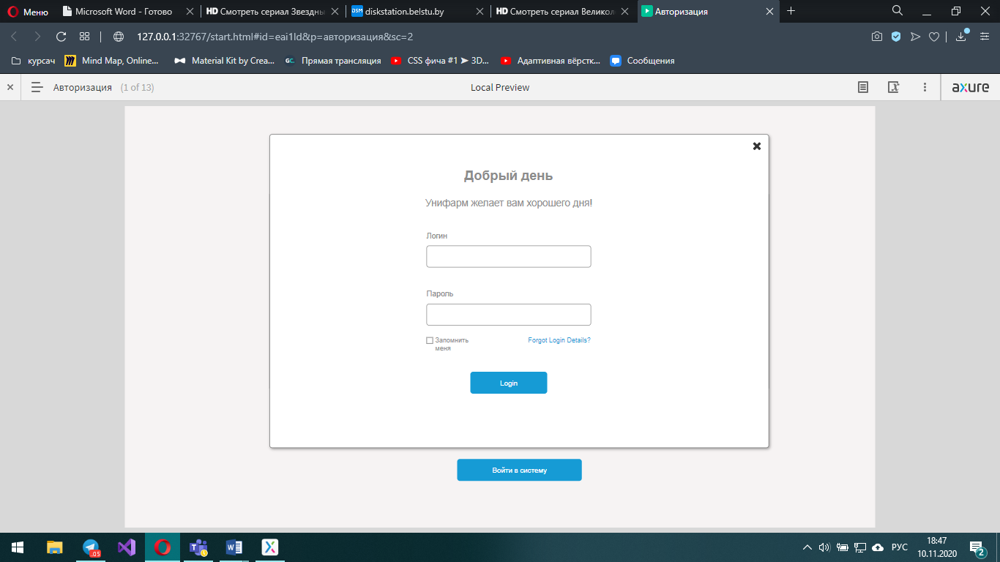 Меню
Microsoft Word - Готово
HD Смотреть сериал Звездны
DSM diskstation.belstu.by
HD Смотреть сериал Великол
Авторизация
127.0.0.1:32767/start.html#id=eai1ld&p=авторизация&sc=2
курсач
Mind Map, Online...
Material Kit by Crea...
GC Прямая трансляция
CSS фича #1 ➤ 3D...
Адаптивная вёрстк...
Сообщения
Авторизация (1 of 13)
Local Preview
axure
Добрый день
Унифарм желает вам хорошего дня!
Логин
Пароль
Запомнить
меня
Forgot Login Details?
Login
Войти в систему
РУС
18:47
10.11.2020
2